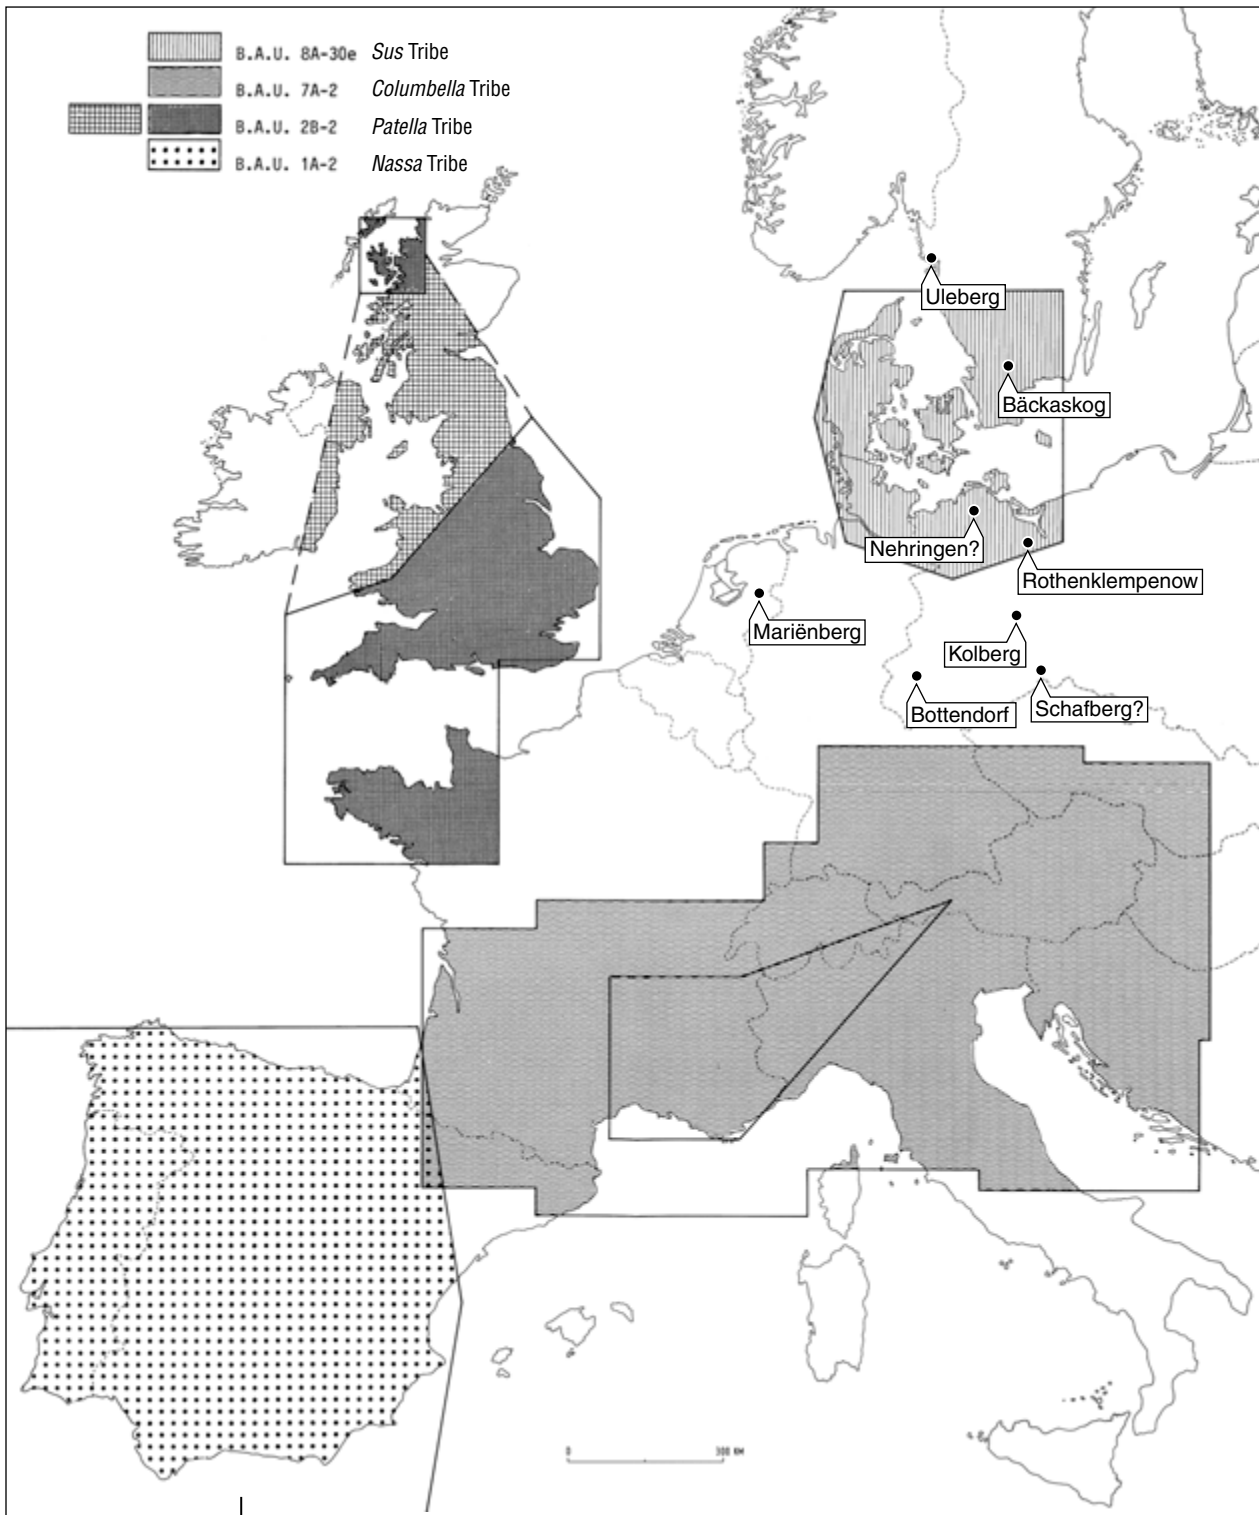 B.A.U. 8A-30e Sus Tribe
B.A.U. 7A-2 Columbella Tribe
B.A.U. 2B-2 Patella Tribe
B.A.U. 1A-2 Nassa Tribe
Uleberg
Bäckaskog
Nehringen?
Rothenklempenow
Mariënberg
Kolberg
Bottendorf
Schafberg?
0 300 KM